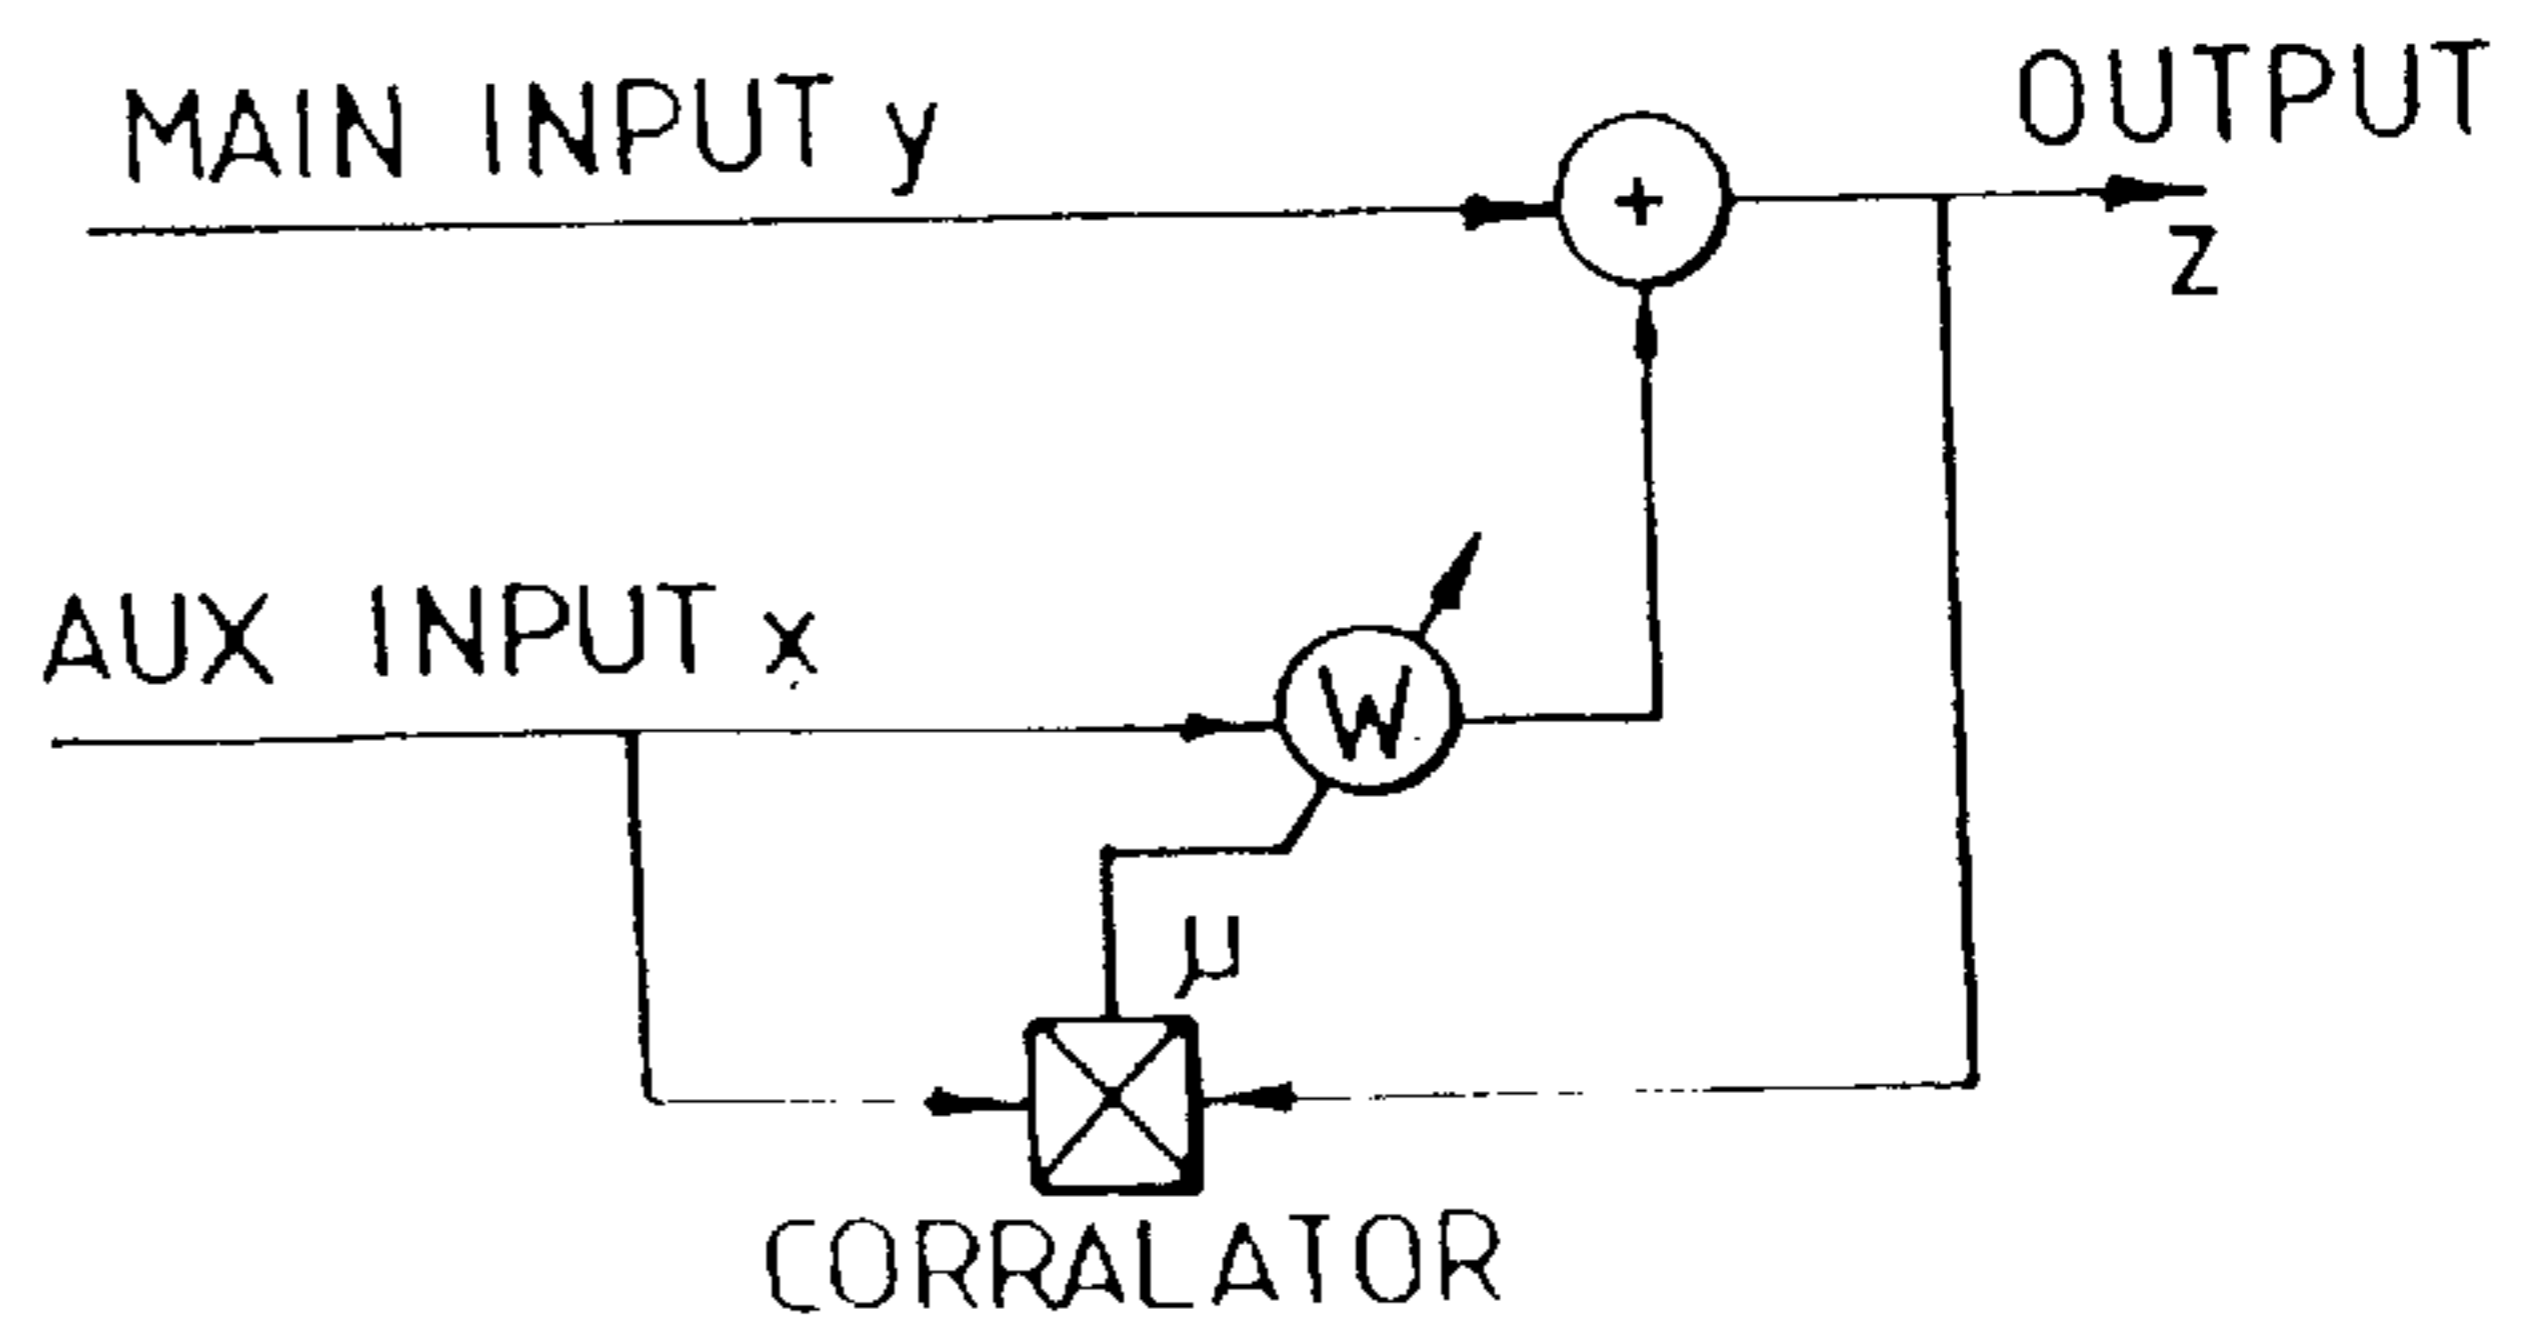 MAIN INPUT y
+
OUTPUT
z
AUX INPUT x
W
μ
CORRALATOR